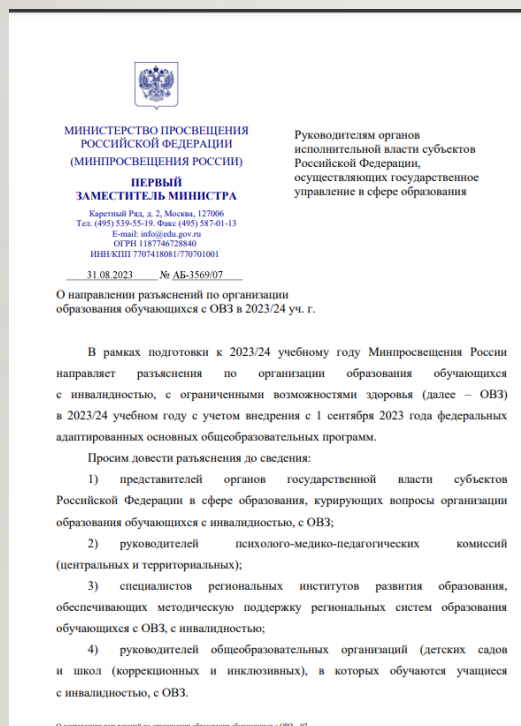 МИНИСТЕРСТВО ПРОСВЕЩЕНИЯ
РОССИЙСКОЙ ФЕДЕРАЦИИ
(МИНПРОСВЕЩЕНИЯ РОССИИ)
ПЕРВЫЙ
ЗАМЕСТИТЕЛЬ МИНИСТРА
Каретный Ряд, д. 2, Москва, 127006
Тел. (495) 539-55-19. Факс (495) 587-01-13
E-mail: info@edu.gov.ru
ОГРН 1187746728840
ИНН/КПП 7707418081/770701001
31.08.2023 № АБ-3569/07
Руководителям органов
исполнительной власти субъектов
Российской Федерации,
осуществляющих государственное
управление в сфере образования
О направлении разъяснений по организации
образования обучающихся с ОВЗ в 2023/24 уч. г.
В рамках подготовки к 2023/24 учебному году Минпросвещения России
направляет разъяснения по организации образования обучающихся
с инвалидностью, с ограниченными возможностями здоровья (далее – ОВЗ)
в 2023/24 учебном году с учетом внедрения с 1 сентября 2023 года федеральных
адаптированных основных общеобразовательных программ.
Просим довести разъяснения до сведения:
1) представителей органов государственной власти субъектов
Российской Федерации в сфере образования, курирующих вопросы организации
образования обучающихся с инвалидностью, с ОВЗ;
2) руководителей психолого-медико-педагогических комиссий
(центральных и территориальных);
3) специалистов региональных институтов развития образования,
обеспечивающих методическую поддержку региональных систем образования
обучающихся с ОВЗ, с инвалидностью;
4) руководителей общеобразовательных организаций (детских садов
и школ (коррекционных и инклюзивных), в которых обучаются учащиеся
с инвалидностью, с ОВЗ.